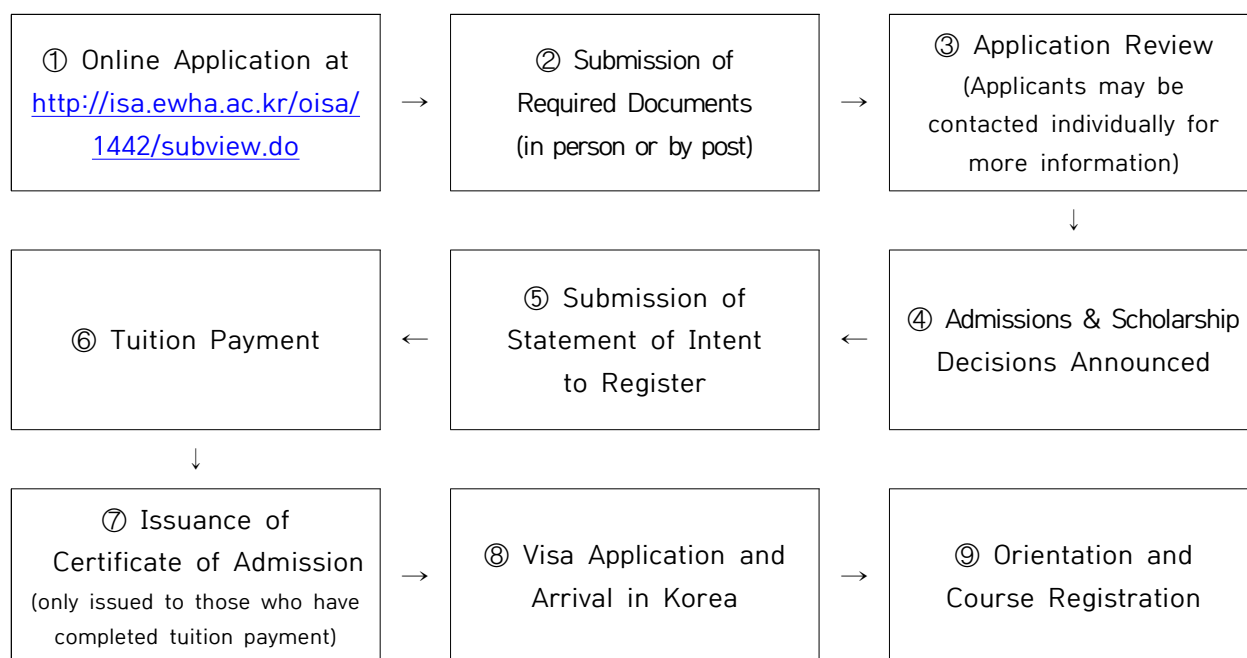 ① Online Application at
http://isa.ewha.ac.kr/oisa/
1442/subview.do
→
② Submission of
Required Documents
(in person or by post)
→
③ Application Review
(Applicants may be
contacted individually for
more information)
↓
④ Admissions & Scholarship
Decisions Announced
←
⑤ Submission of
Statement of Intent
to Register
←
⑥ Tuition Payment
↓
⑦ Issuance of
Certificate of Admission
(only issued to those who have
completed tuition payment)
→
⑧ Visa Application and
Arrival in Korea
→
⑨ Orientation and
Course Registration